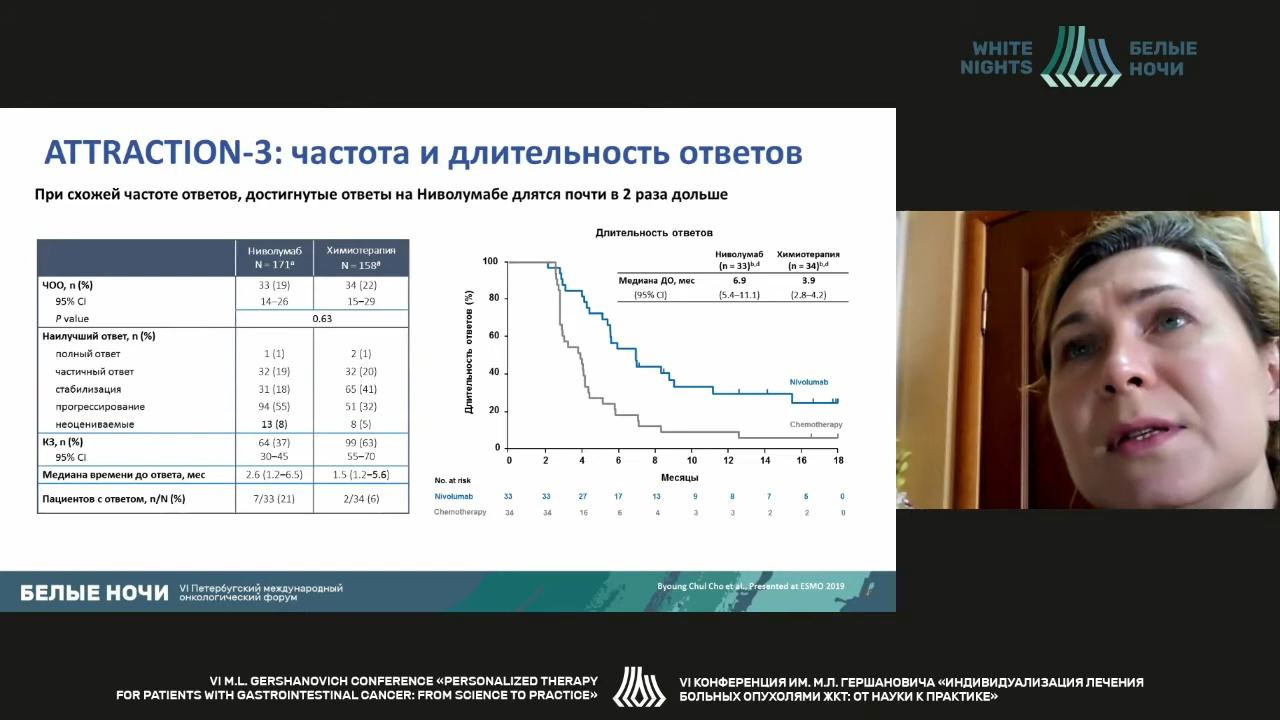 WHITE
NIGHTS
БЕЛЫЕ
НОЧИ
ATTRACTION-3: частота и длительность ответов
При схожей частоте ответов, достигнутые ответы на Ниволумабе длятся почти в 2 раза дольше
Ниволумаб N = 171ᵃ Химиотерапия N = 158ᵃ
ЧОО, n (%) 33 (19) 34 (22)
95% CI 14–26 15–29
P value 0.63
Наилучший ответ, n (%)
полный ответ 1 (1) 2 (1)
частичный ответ 32 (19) 32 (20)
стабилизация 31 (18) 65 (41)
прогрессирование 94 (55) 51 (32)
неоцениваемые 13 (8) 8 (5)
КЗ, n (%) 64 (37) 99 (63)
95% CI 30–45 55–70
Медиана времени до ответа, мес 2.6 (1.2–6.5) 1.5 (1.2–5.6)
Пациентов с ответом, n/N (%) 7/33 (21) 2/34 (6)
Длительность ответов
Ниволумаб (n = 33)ᵇ,ᵈ Химиотерапия (n = 34)ᵇ,ᵈ
Медиана ДО, мес 6.9 3.9
(95% CI) (5.4–11.1) (2.8–4.2)
Длительность ответов (%)
100
80
60
40
20
0
Nivolumab
Chemotherapy
0 2 4 6 8 10 12 14 16 18
Месяцы
No. at risk
Nivolumab 33 33 27 17 13 9 8 7 5 0
Chemotherapy 34 34 16 6 4 3 3 2 2 0
БЕЛЫЕ НОЧИ
VI Петербугский международный
онкологический форум
Byoung Chul Cho et al., Presented at ESMO 2019
VI M.L. GERSHANOVICH CONFERENCE «PERSONALIZED THERAPY
FOR PATIENTS WITH GASTROINTESTINAL CANCER: FROM SCIENCE TO PRACTICE»
VI КОНФЕРЕНЦИЯ ИМ. М.Л. ГЕРШАНОВИЧА «ИНДИВИДУАЛИЗАЦИЯ ЛЕЧЕНИЯ
БОЛЬНЫХ ОПУХОЛЯМИ ЖКТ: ОТ НАУКИ К ПРАКТИКЕ»